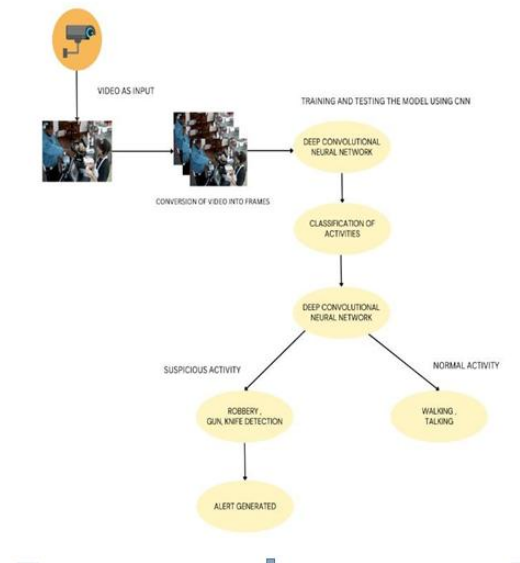 VIDEO AS INPUT
TRAINING AND TESTING THE MODEL USING CNN
DEEP CONVOLUTIONAL
NEURAL NETWORK
CONVERSION OF VIDEO INTO FRAMES
CLASSIFICATION OF
ACTIVITIES
DEEP CONVOLUTIONAL
NEURAL NETWORK
SUSPICIOUS ACTIVITY
NORMAL ACTIVITY
ROBBERY ,
GUN, KNIFE DETECTION
WALKING ,
TALKING
ALERT GENERATED